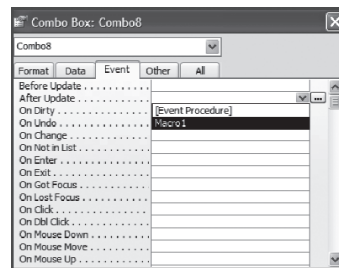 Combo Box: Combo8
Combo8
Format Data Event Other All
Before Update . . . . . . . . . . .
After Update . . . . . . . . . . . .
On Dirty . . . . . . . . . . . . . . . [Event Procedure]
On Undo . . . . . . . . . . . . . . . Macro1
On Change . . . . . . . . . . . . .
On Not in List . . . . . . . . . . .
On Enter . . . . . . . . . . . . . . .
On Exit . . . . . . . . . . . . . . . .
On Got Focus . . . . . . . . . . .
On Lost Focus . . . . . . . . . . .
On Click . . . . . . . . . . . . . . . .
On Dbl Click . . . . . . . . . . . . .
On Mouse Down . . . . . . . . . .
On Mouse Move . . . . . . . . . .
On Mouse Up . . . . . . . . . . . .